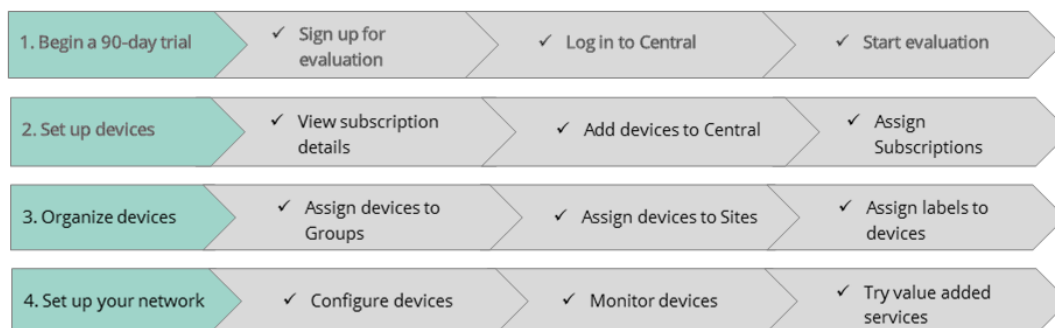 1. Begin a 90-day trial
✓ Sign up for
evaluation
✓ Log in to Central
✓ Start evaluation
2. Set up devices
✓ View subscription
details
✓ Add devices to Central
✓ Assign
Subscriptions
3. Organize devices
✓ Assign devices to
Groups
✓ Assign devices to Sites
✓ Assign labels to
devices
4. Set up your network
✓ Configure devices
✓ Monitor devices
✓ Try value added
services